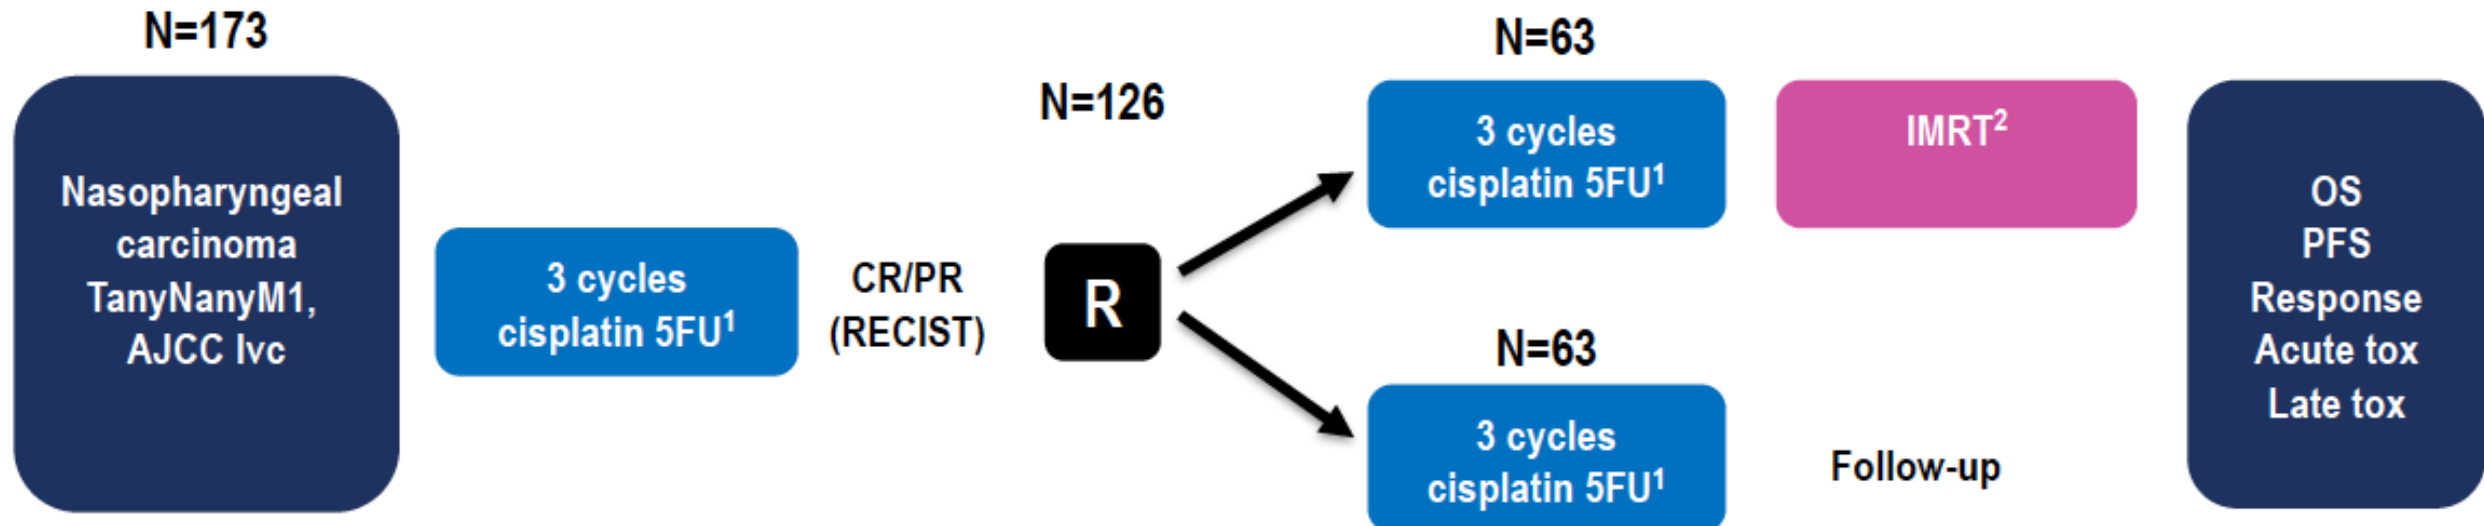 N=173
Nasopharyngeal
carcinoma
TanyNanyM1,
AJCC Ivc
3 cycles
cisplatin 5FU1
CR/PR
(RECIST)
N=126
R
N=63
3 cycles
cisplatin 5FU1
IMRT2
N=63
3 cycles
cisplatin 5FU1
Follow-up
OS
PFS
Response
Acute tox
Late tox